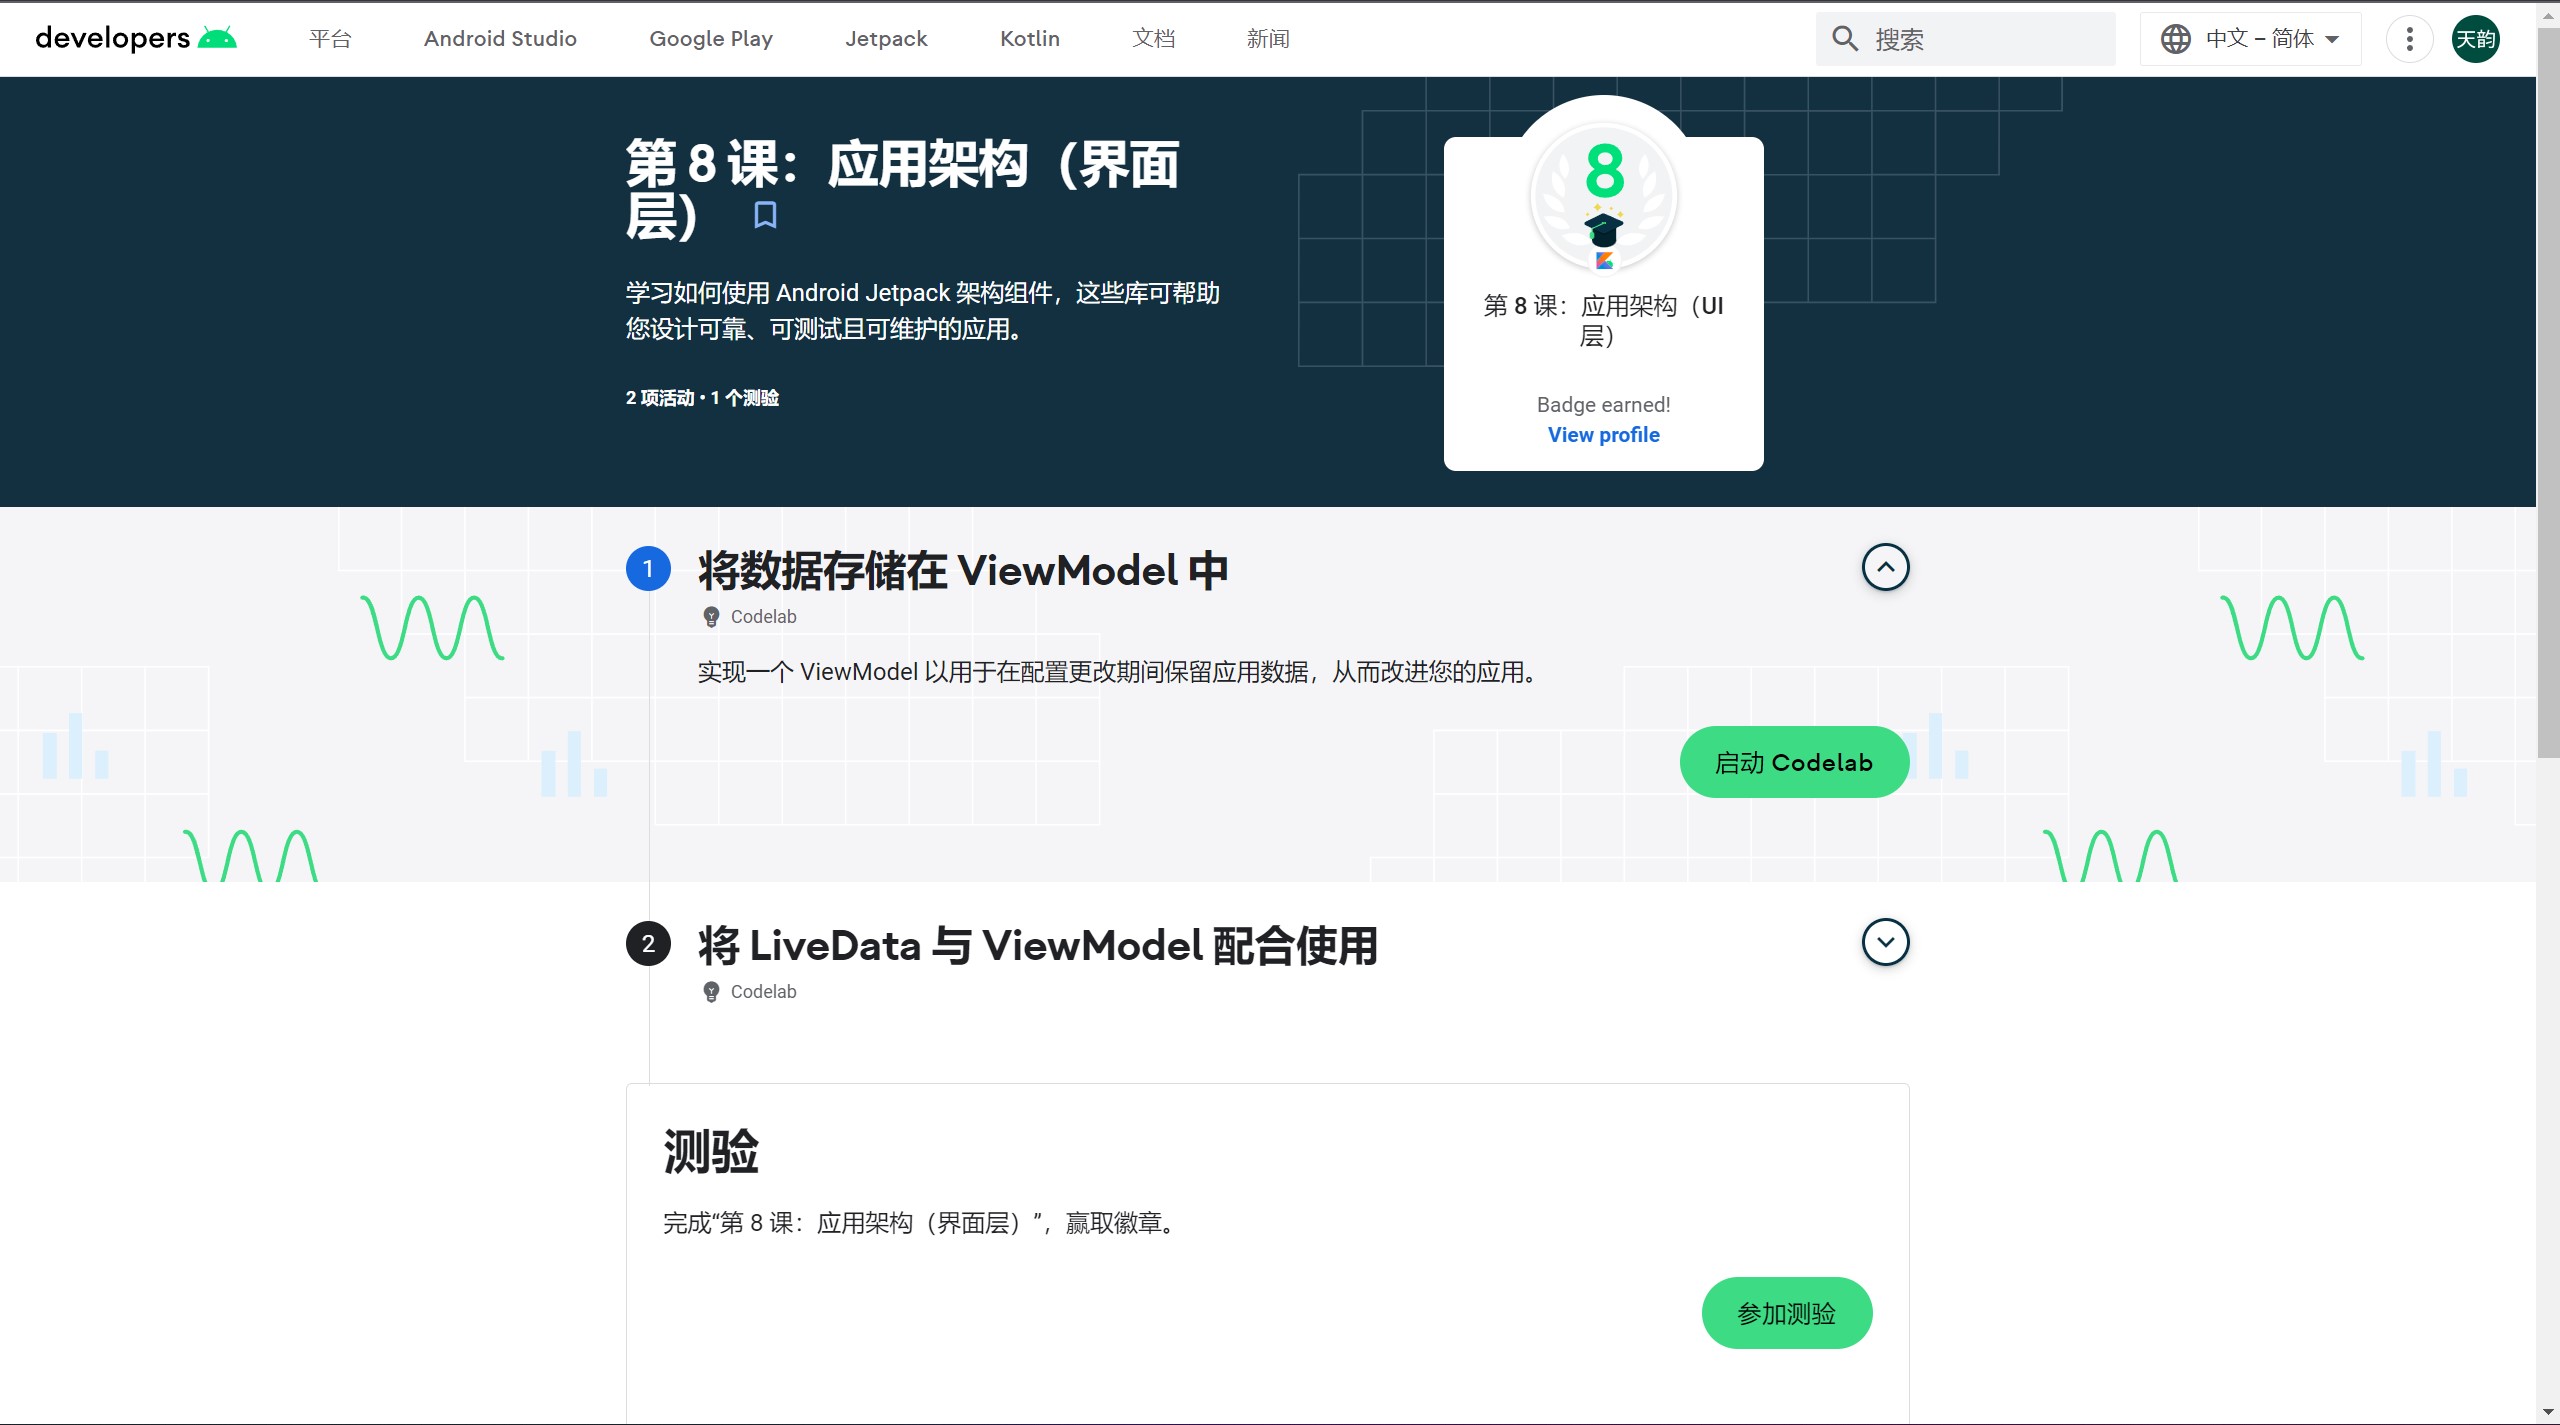 developers
平台
Android Studio
Google Play
Jetpack
Kotlin
文档
新闻
搜索
中文 – 简体
天韵
第 8 课：应用架构（界面
层）
学习如何使用 Android Jetpack 架构组件，这些库可帮助
您设计可靠、可测试且可维护的应用。
2 项活动 • 1 个测验
8
第 8 课：应用架构（UI
层）
Badge earned!
View profile
1
将数据存储在 ViewModel 中
Codelab
实现一个 ViewModel 以用于在配置更改期间保留应用数据，从而改进您的应用。
启动 Codelab
2
将 LiveData 与 ViewModel 配合使用
Codelab
测验
完成“第 8 课：应用架构（界面层）”，赢取徽章。
参加测验